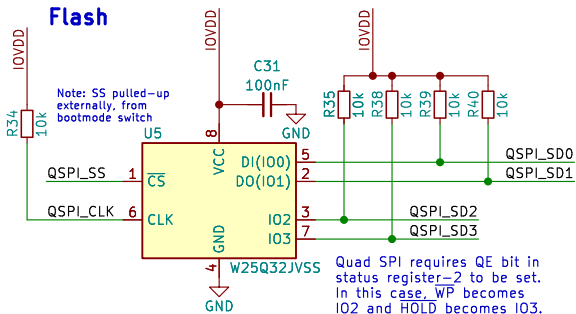 Flash
IOVDD
IOVDD
IOVDD
C31
100nF
GND
Note: SS pulled-up
externally, from
bootmode switch
R34
10k
R35
10k
R38
10k
R39
10k
R40
10k
U5
8
VCC
QSPI_SS
1
CS
DI(IO0)
5
QSPI_SD0
DO(IO1)
2
QSPI_SD1
QSPI_CLK
6
CLK
IO2
3
QSPI_SD2
IO3
7
QSPI_SD3
GND
4
W25Q32JVSS
GND
Quad SPI requires QE bit in
status register-2 to be set.
In this case, WP becomes
IO2 and HOLD becomes IO3.